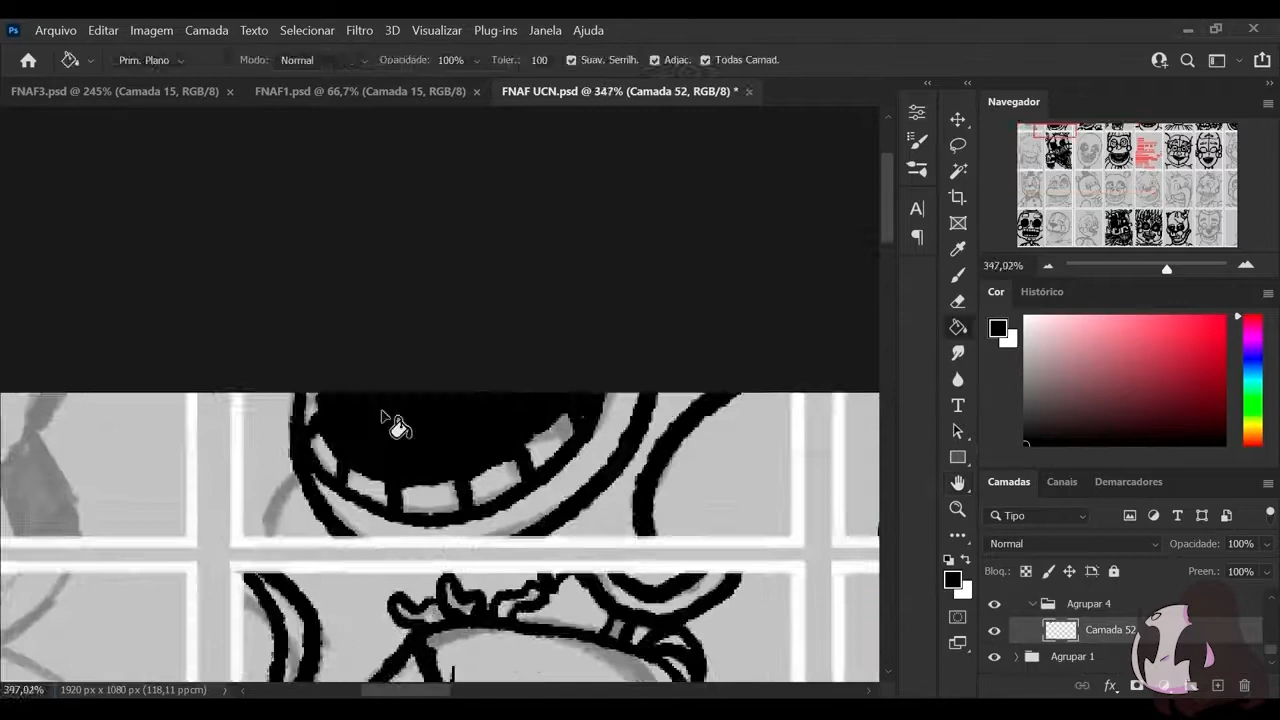 Ps Arquivo Editar Imagem Camada Texto Selecionar Filtro 3D Visualizar Plug-ins Janela Ajuda
Prim. Plano Modo: Normal Opacidade: 100% Toler.: 100 Suav. Serrilh. Adjac. Todas Camad.
FNAF3.psd @ 245% (Camada 15, RGB/8) × FNAF1.psd @ 66,7% (Camada 15, RGB/8) × FNAF UCN.psd @ 347% (Camada 52, RGB/8) * ×
Navegador
347,02%
Cor Histórico
Camadas Canais Demarcadores
Tipo
Normal Opacidade: 100%
Bloq.: Preen.: 100%
Agrupar 4
Camada 52
Agrupar 1
347,02% 1920 px x 1080 px (118,11 ppcm)